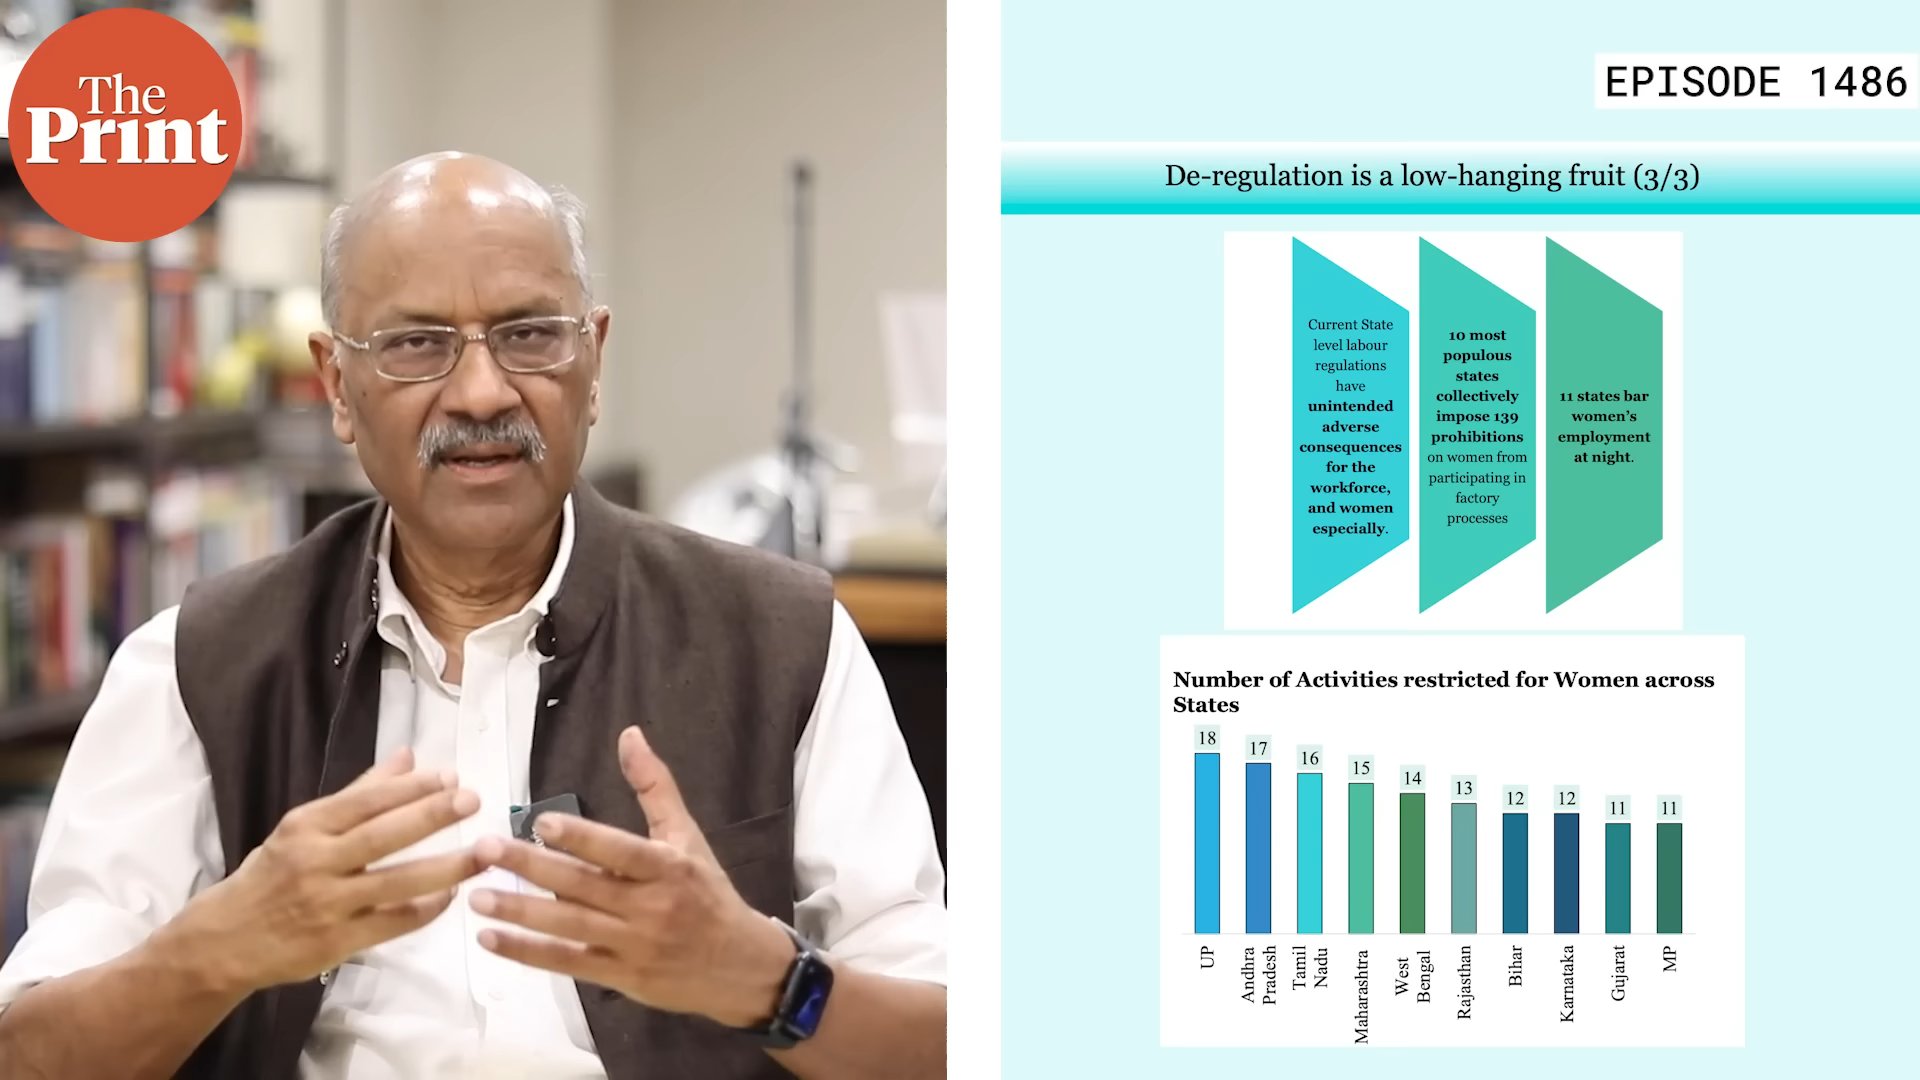 The
Print
EPISODE 1486
De-regulation is a low-hanging fruit (3/3)
Current State
level labour
regulations
have
unintended
adverse
consequences
for the
workforce,
and women
especially.
10 most
populous
states
collectively
impose 139
prohibitions
on women from
participating in
factory
processes
11 states bar
women's
employment
at night.
Number of Activities restricted for Women across
States
18
17
16
15
14
13
12
12
11
11
UP
Andhra
Pradesh
Tamil
Nadu
Maharashtra
West
Bengal
Rajasthan
Bihar
Karnataka
Gujarat
MP